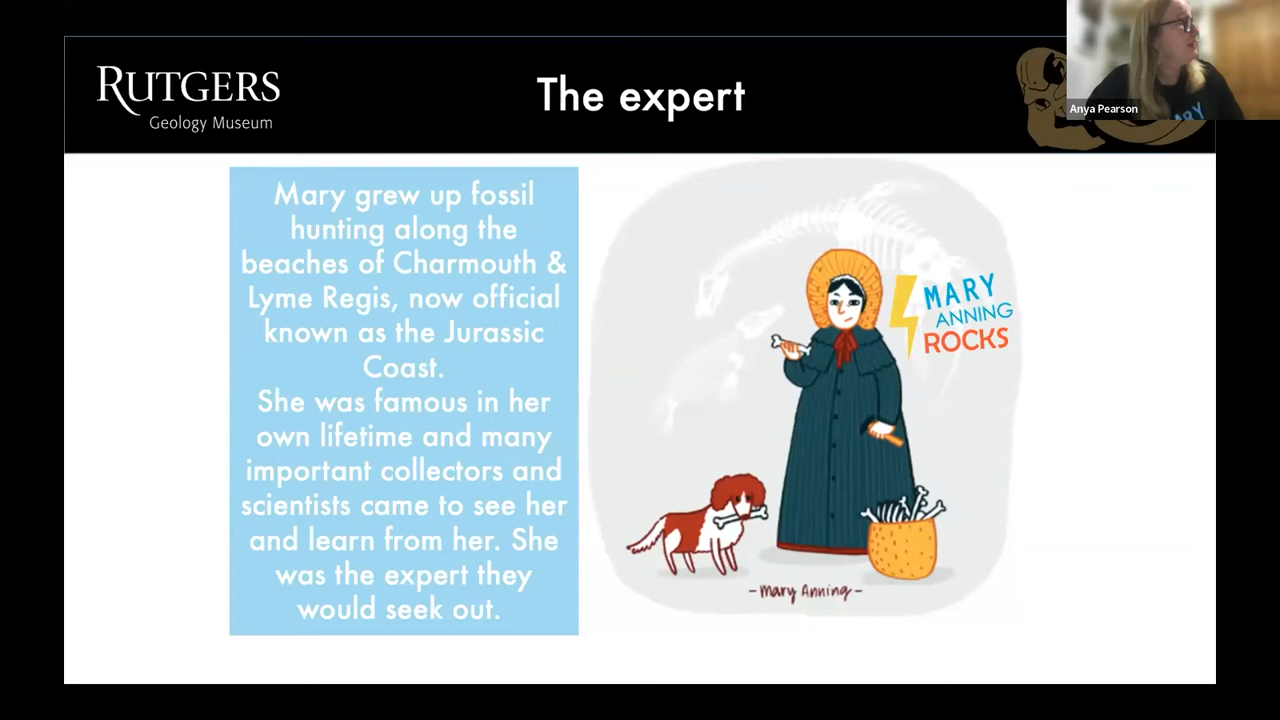 RUTGERS
Geology Museum
The expert
Anya Pearson
Mary grew up fossil
hunting along the
beaches of Charmouth &
Lyme Regis, now official
known as the Jurassic
Coast.
She was famous in her
own lifetime and many
important collectors and
scientists came to see her
and learn from her. She
was the expert they
would seek out.
MARY
ANNING
ROCKS
-Mary Anning-